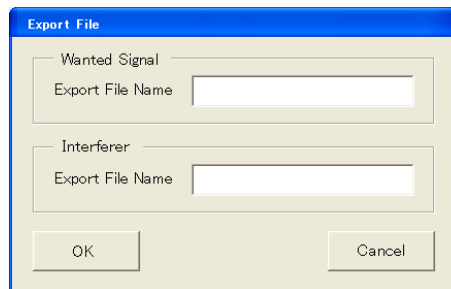 Export File
Wanted Signal
Export File Name
Interferer
Export File Name
OK
Cancel